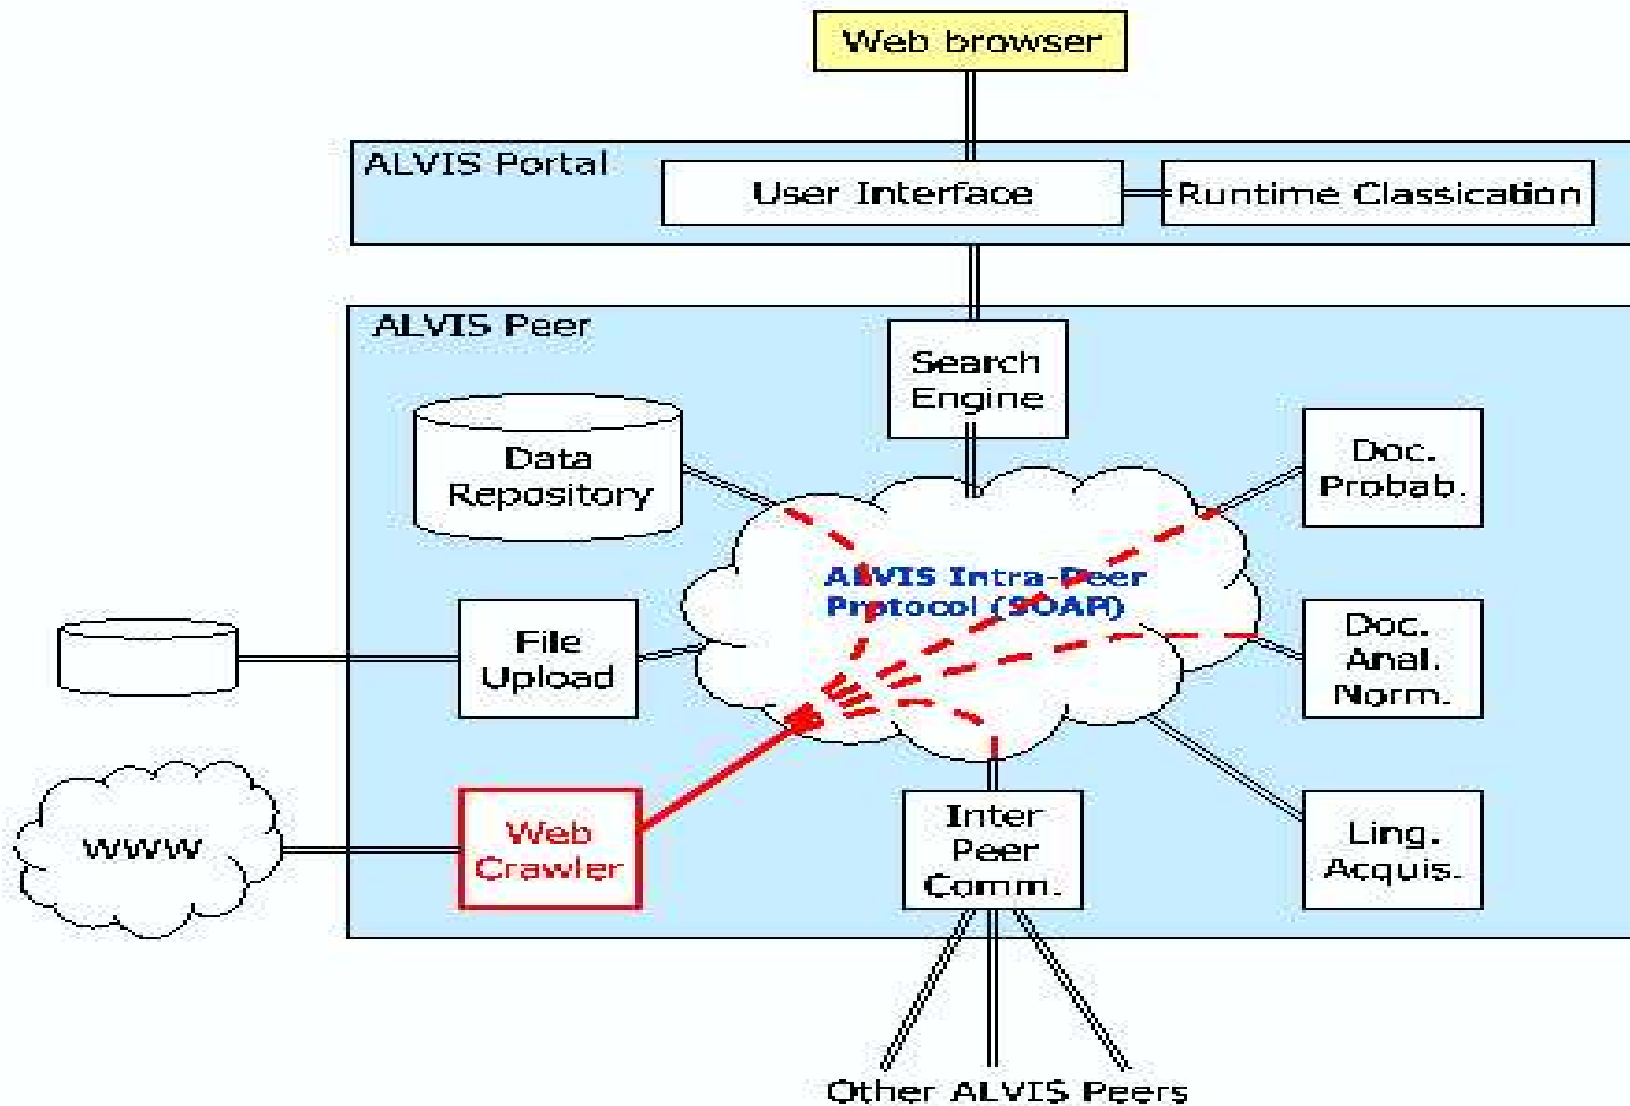 Web browser
ALVIS Portal
User Interface
Runtime Classication
ALVIS Peer
Search
Engine
Data
Repository
Doc.
Probab.
ALVIS Intra-Peer
Protocol (SOAP)
File
Upload
Doc.
Anal.
Norm.
WWW
Web
Crawler
Inter
Peer
Comm.
Ling.
Acquis.
Other ALVIS Peers